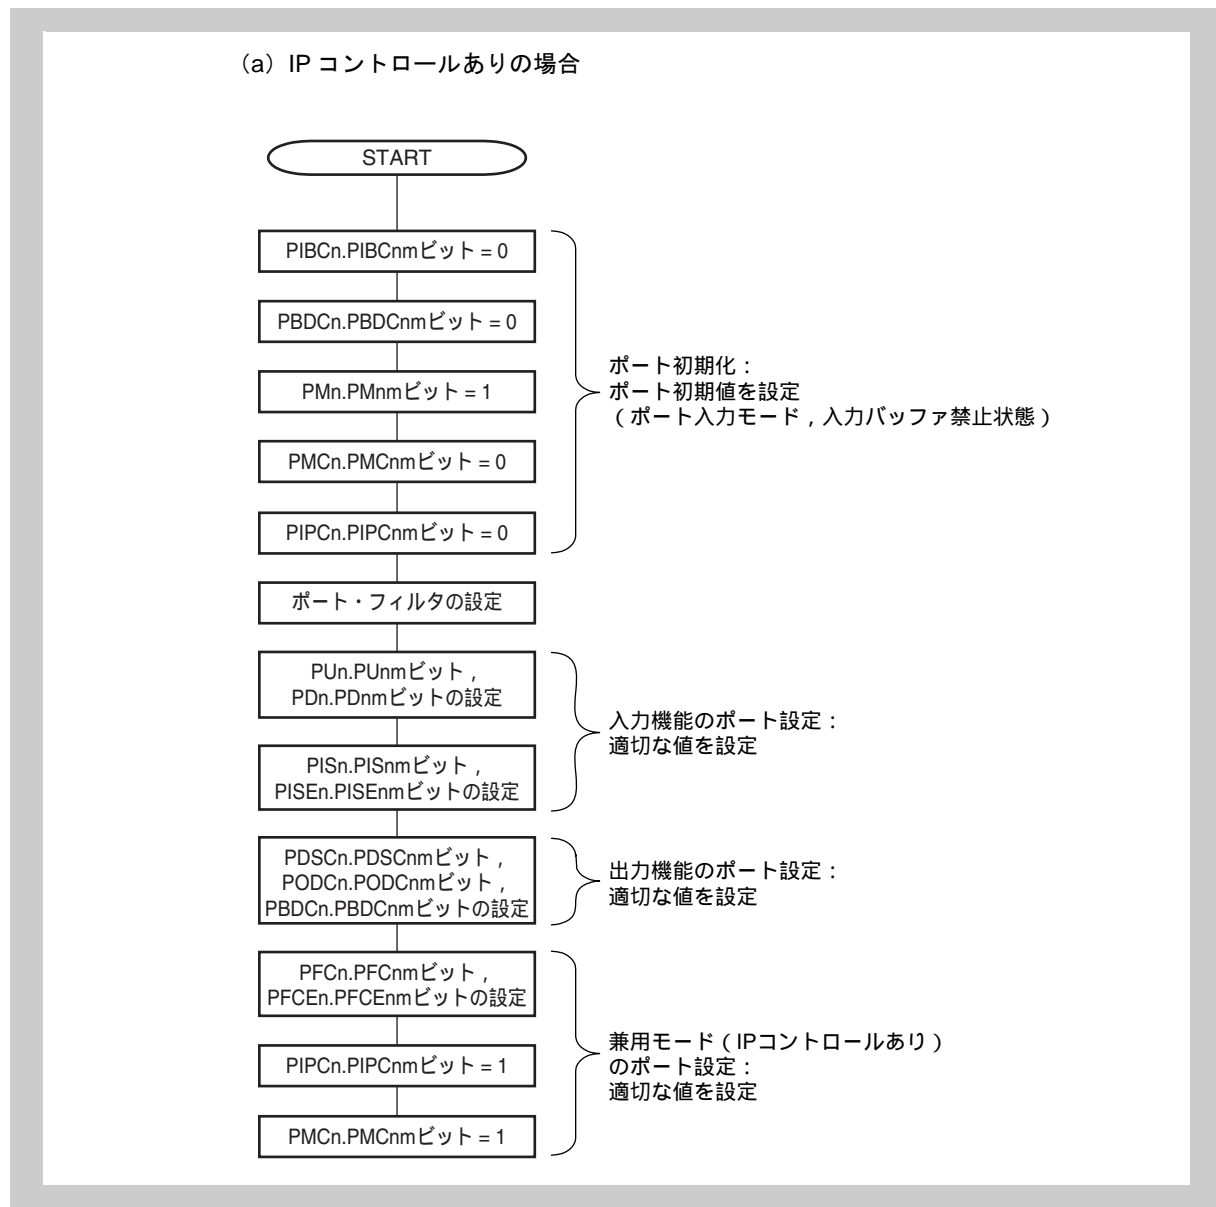 （a）IP コントロールありの場合
START
PIBCn.PIBCnmビット = 0
PBDCn.PBDCnmビット = 0
PMn.PMnmビット = 1
PMCn.PMCnmビット = 0
PIPCn.PIPCnmビット = 0
ポート初期化：
ポート初期値を設定
（ポート入力モード，入力バッファ禁止状態）
ポート・フィルタの設定
PUn.PUnmビット，
PDn.PDnmビットの設定
PISn.PISnmビット，
PISEn.PISEnmビットの設定
入力機能のポート設定：
適切な値を設定
PDSCn.PDSCnmビット，
PODCn.PODCnmビット，
PBDCn.PBDCnmビットの設定
出力機能のポート設定：
適切な値を設定
PFCn.PFCnmビット，
PFCEn.PFCEnmビットの設定
PIPCn.PIPCnmビット = 1
PMCn.PMCnmビット = 1
兼用モード（IPコントロールあり）
のポート設定：
適切な値を設定